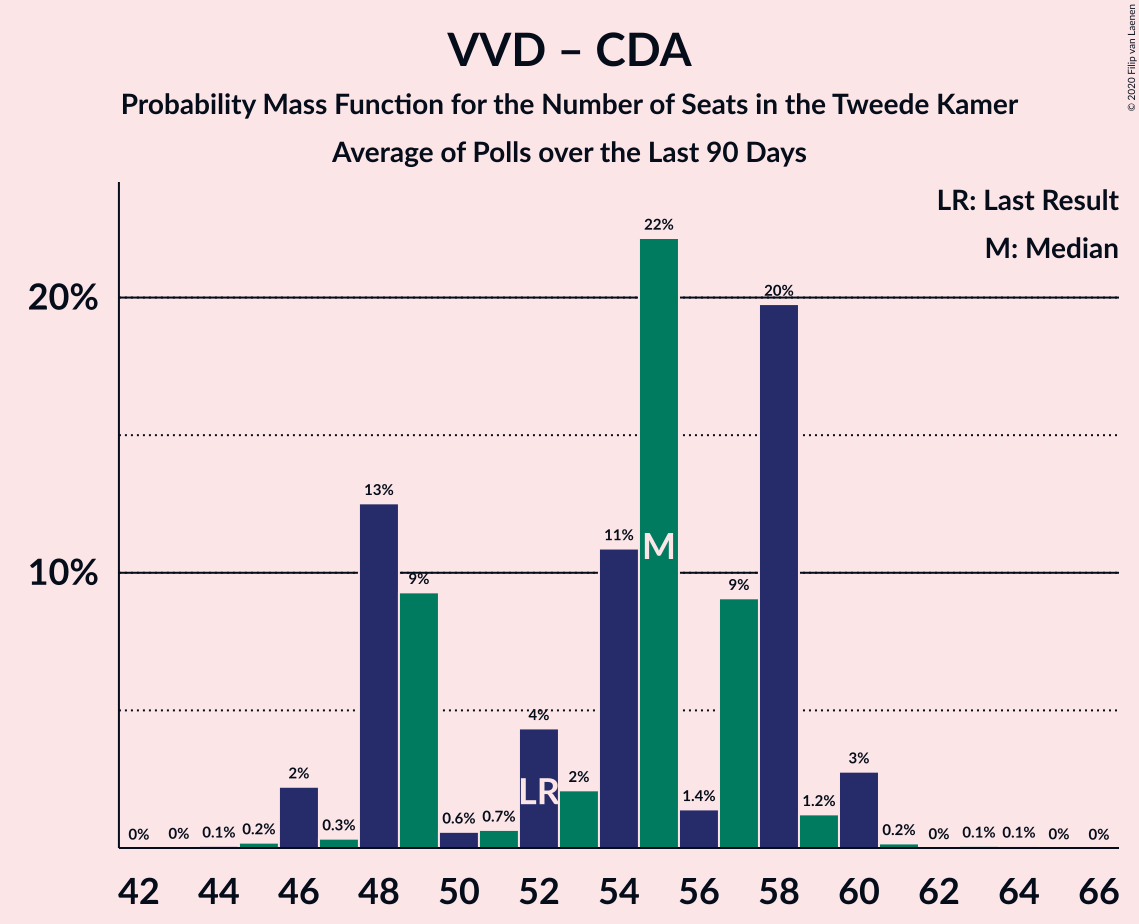 VVD – CDA
Probability Mass Function for the Number of Seats in the Tweede Kamer
Average of Polls over the Last 90 Days
© 2020 Filip van Laenen
LR: Last Result
M: Median
22%
20%
20%
13%
11%
M
10%
9%
9%
4%
LR
3%
2%
2%
1.4%
1.2%
0% 0% 0.1% 0.2% 0.3% 0.6% 0.7% 0.2% 0% 0.1% 0.1% 0% 0%
42 44 46 48 50 52 54 56 58 60 62 64 66